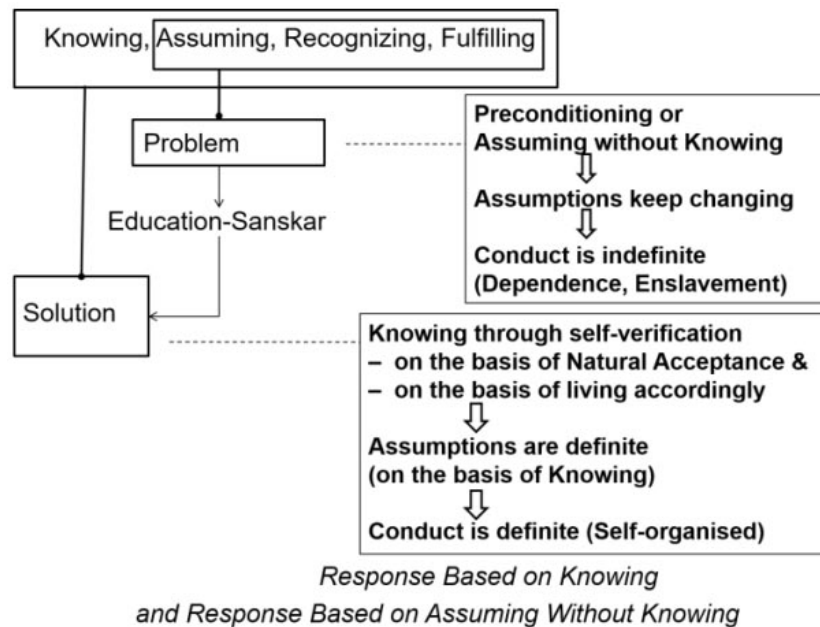 Knowing, Assuming, Recognizing, Fulfilling
Problem
Education-Sanskar
Solution
Preconditioning or
Assuming without Knowing
Assumptions keep changing
Conduct is indefinite
(Dependence, Enslavement)
Knowing through self-verification
– on the basis of Natural Acceptance &
– on the basis of living accordingly
Assumptions are definite
(on the basis of Knowing)
Conduct is definite (Self-organised)
Response Based on Knowing
and Response Based on Assuming Without Knowing